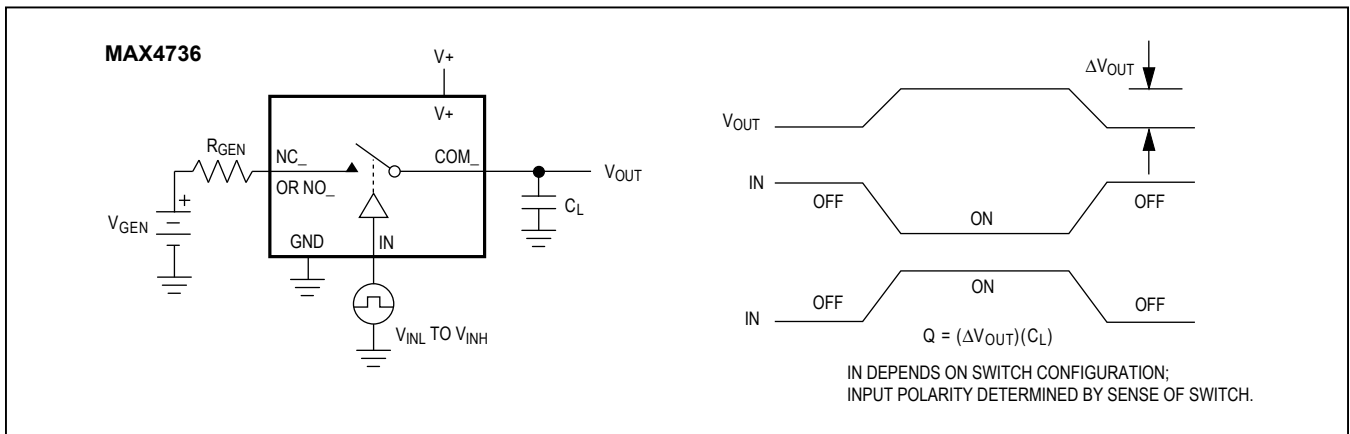 MAX4736
V+
V+
RGEN
NC_
COM_
VOUT
OR NO_
+
VGEN
CL
GND
IN
VINL TO VINH
ΔVOUT
VOUT
IN
OFF
ON
OFF
IN
OFF
ON
OFF
Q = (ΔVOUT)(CL)
IN DEPENDS ON SWITCH CONFIGURATION;
INPUT POLARITY DETERMINED BY SENSE OF SWITCH.